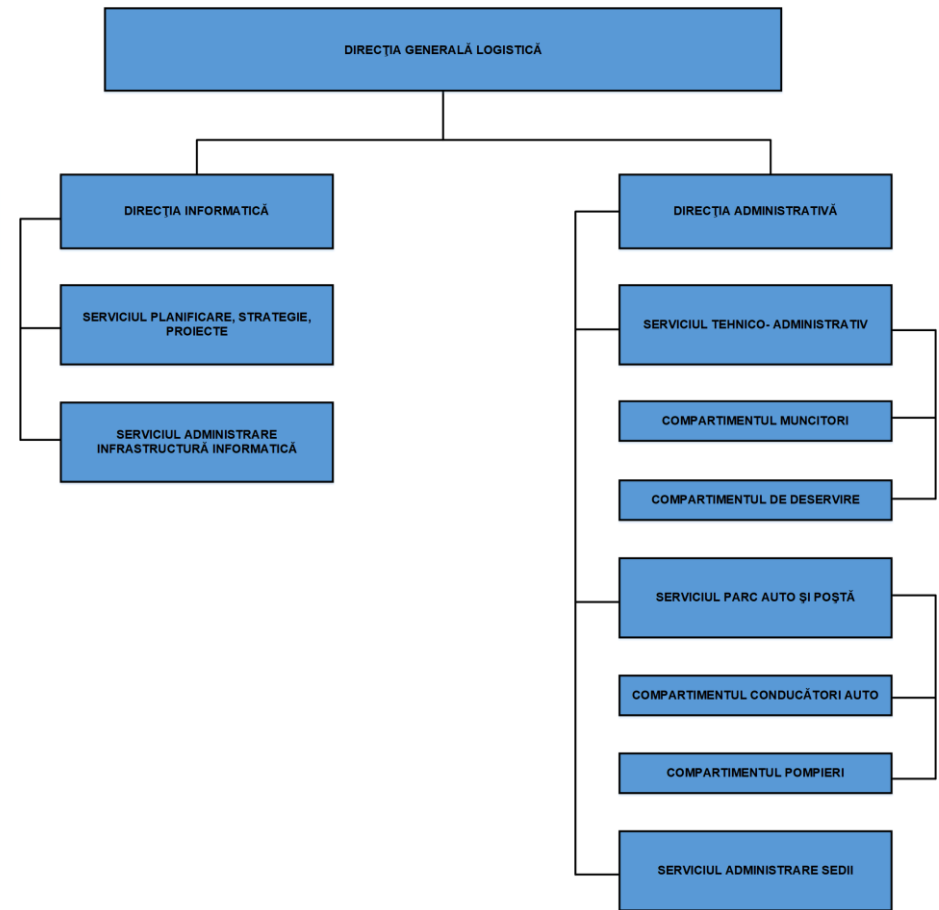 DIRECŢIA GENERALĂ LOGISTICĂ
DIRECŢIA INFORMATICĂ
SERVICIUL PLANIFICARE, STRATEGIE,
PROIECTE
SERVICIUL ADMINISTRARE
INFRASTRUCTURĂ INFORMATICĂ
DIRECŢIA ADMINISTRATIVĂ
SERVICIUL TEHNICO- ADMINISTRATIV
COMPARTIMENTUL MUNCITORI
COMPARTIMENTUL DE DESERVIRE
SERVICIUL PARC AUTO ŞI POŞTĂ
COMPARTIMENTUL CONDUCĂTORI AUTO
COMPARTIMENTUL POMPIERI
SERVICIUL ADMINISTRARE SEDII